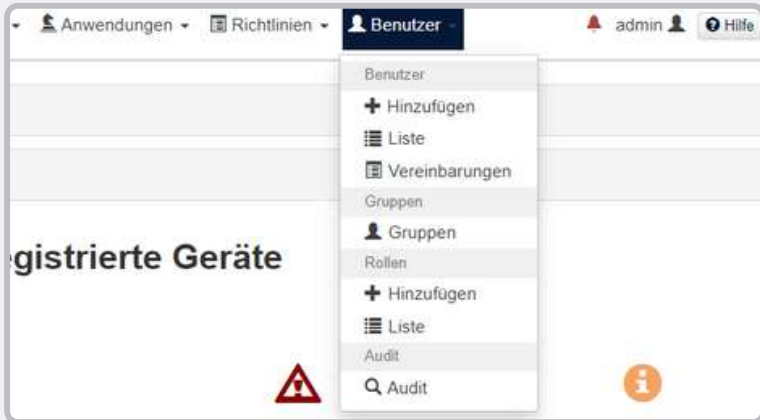 Anwendungen Richtlinien Benutzer admin Hilfe
Benutzer
Hinzufügen
Liste
Vereinbarungen
Gruppen
Gruppen
egistrierte Geräte
Rollen
Hinzufügen
Liste
Audit
Audit